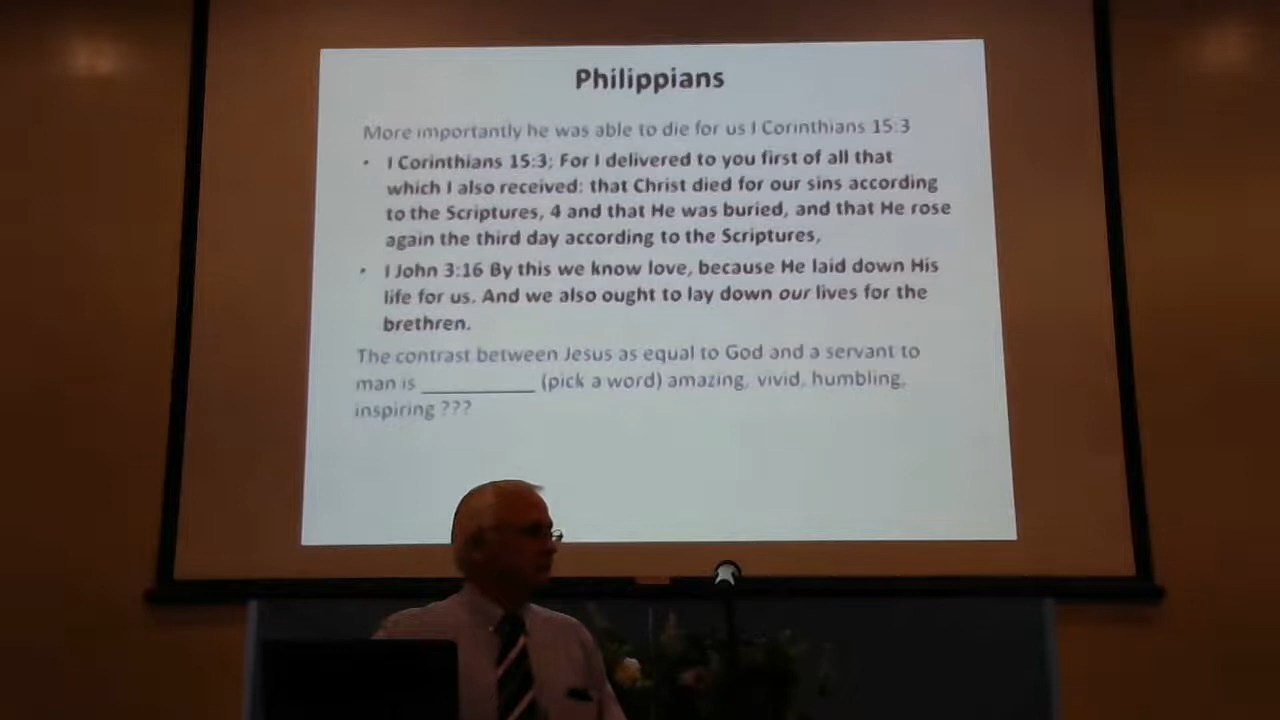 Philippians
More importantly he was able to die for us I Corinthians 15:3
• I Corinthians 15:3; For I delivered to you first of all that
which I also received: that Christ died for our sins according
to the Scriptures, 4 and that He was buried, and that He rose
again the third day according to the Scriptures,
• I John 3:16 By this we know love, because He laid down His
life for us. And we also ought to lay down our lives for the
brethren.
The contrast between Jesus as equal to God and a servant to
man is __________ (pick a word) amazing, vivid, humbling,
inspiring ???